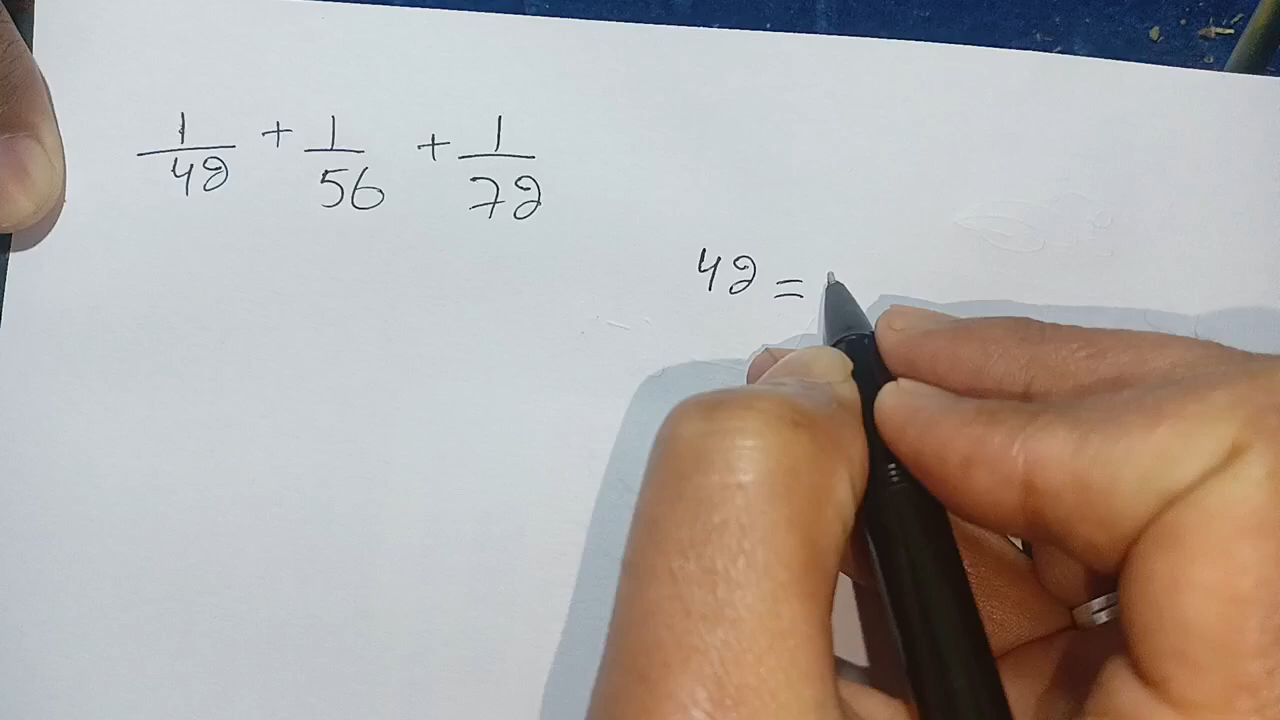 1/42 + 1/56 + 1/72
42 =